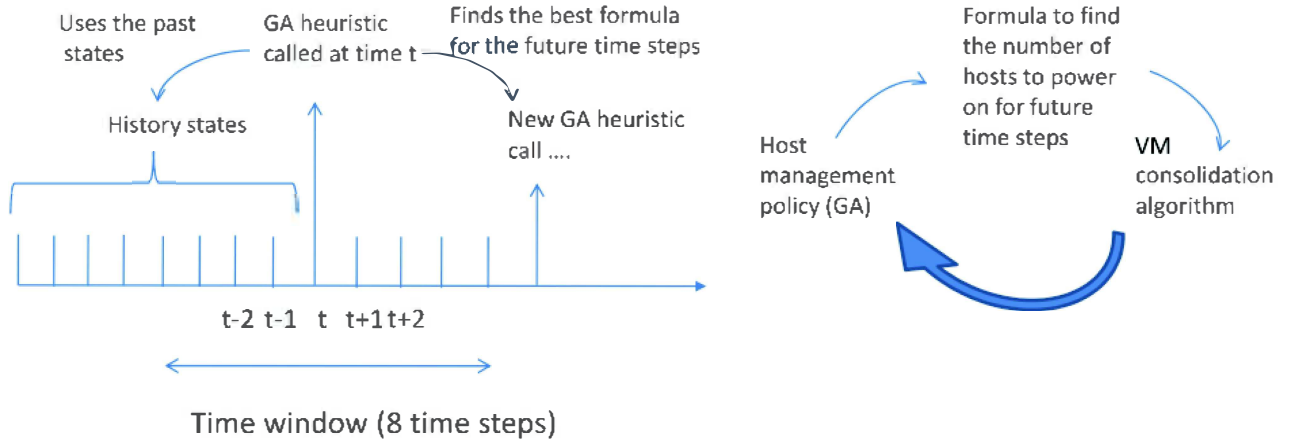 Uses the past
states
GA heuristic
called at time t
Finds the best formula
for the future time steps
History states
New GA heuristic
call ....
t-2 t-1 t t+1 t+2
Time window (8 time steps)
Formula to find
the number of
hosts to power
on for future
time steps
Host
management
policy (GA)
VM
consolidation
algorithm